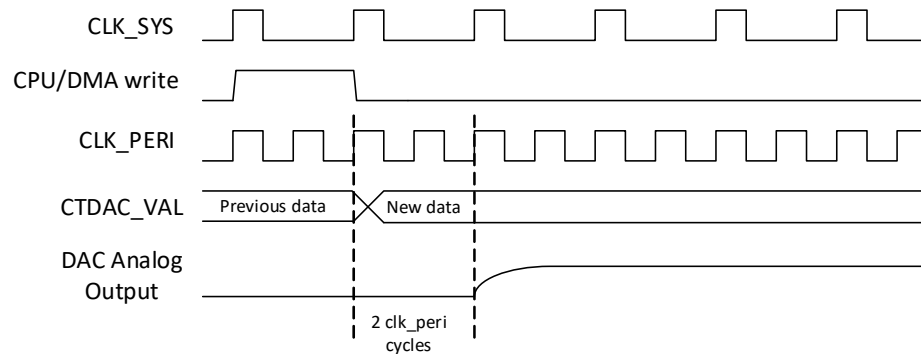 CLK_SYS
CPU/DMA write
CLK_PERI
CTDAC_VAL
Previous data
New data
DAC Analog
Output
2 clk_peri
cycles